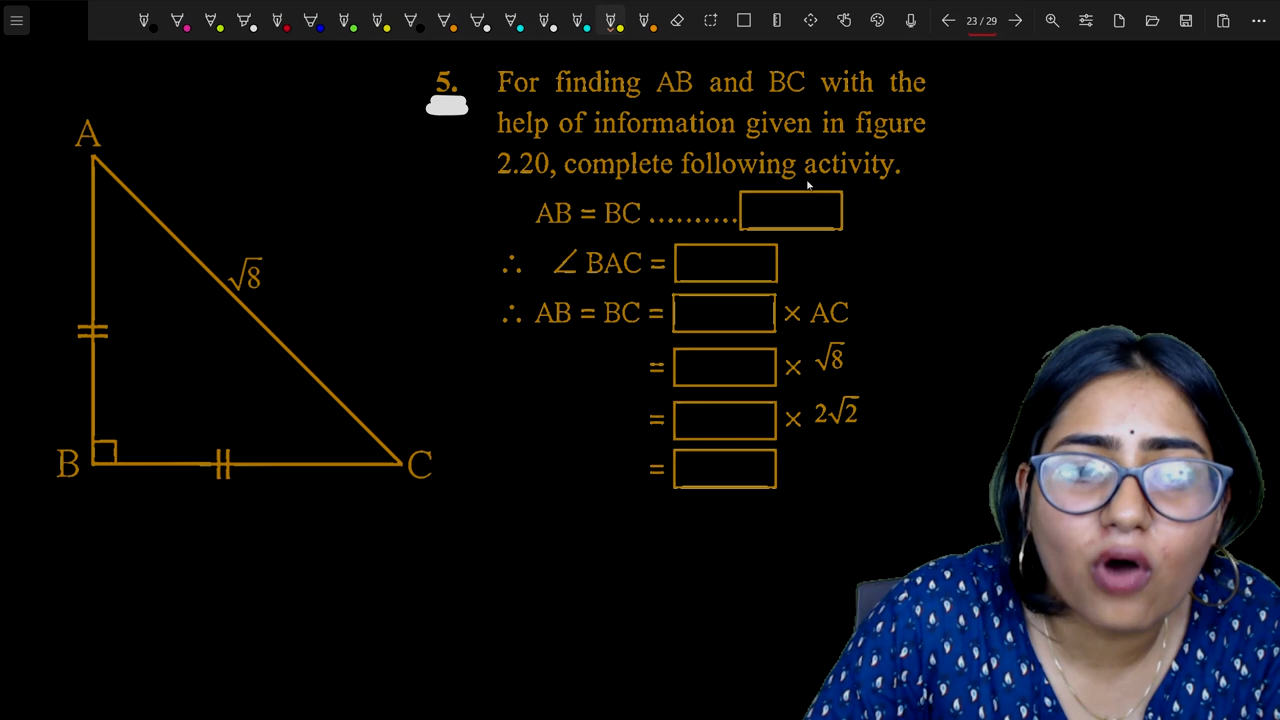 23 / 29
5. For finding AB and BC with the
help of information given in figure
2.20, complete following activity.
AB = BC ..........
∴ ∠ BAC =
∴ AB = BC = × AC
= × √8
= × 2√2
=
A
√8
B
C